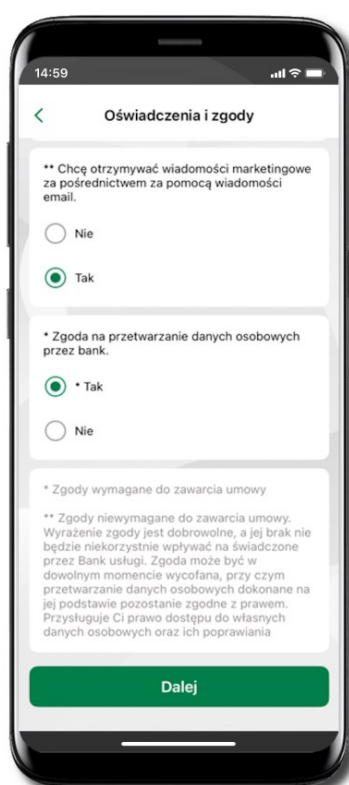 14:59
Oświadczenia i zgody
** Chcę otrzymywać wiadomości marketingowe
za pośrednictwem za pomocą wiadomości
email.
Nie
Tak
* Zgoda na przetwarzanie danych osobowych
przez bank.
* Tak
Nie
* Zgody wymagane do zawarcia umowy
** Zgody niewymagane do zawarcia umowy.
Wyrażenie zgody jest dobrowolne, a jej brak nie
będzie niekorzystnie wpływać na świadczone
przez Bank usługi. Zgoda może być w
dowolnym momencie wycofana, przy czym
przetwarzanie danych osobowych dokonane na
jej podstawie pozostanie zgodne z prawem.
Przysługuje Ci prawo dostępu do własnych
danych osobowych oraz ich poprawiania
Dalej